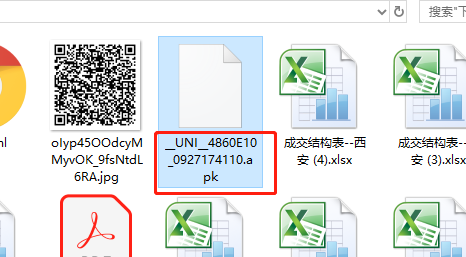 搜索"下
ml
oIyp45OOdcyM
MyvOK_9fsNtdL
6RA.jpg
__UNI__4860E10
_0927174110.a
pk
成交结构表--西
安 (4).xlsx
成交结构表--西
安 (3).xlsx